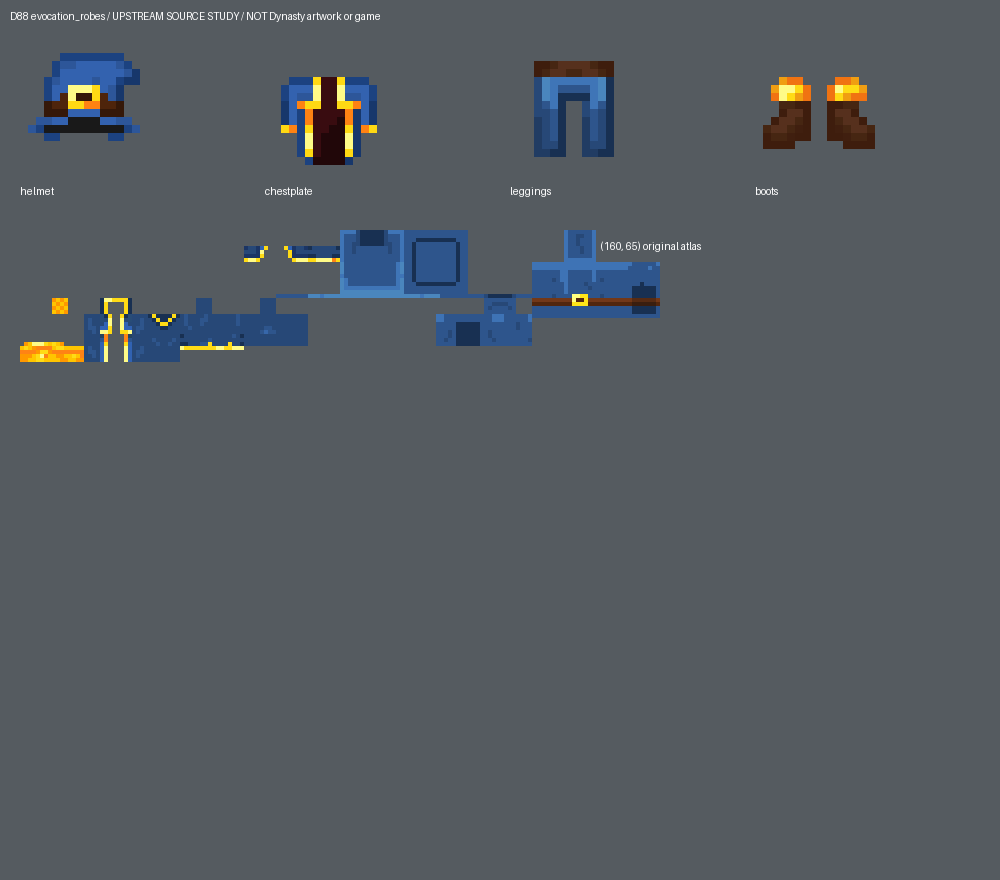 D88 evocation_robes / UPSTREAM SOURCE STUDY / NOT Dynasty artwork or game
helmet
chestplate
leggings
boots
(160, 65) original atlas